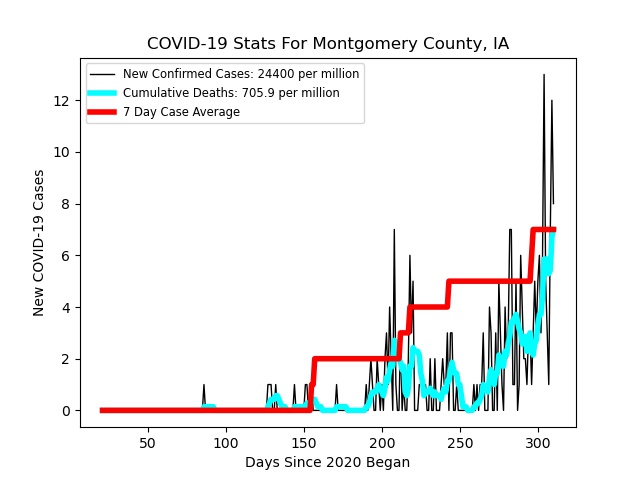 COVID-19 Stats For Montgomery County, IA
New Confirmed Cases: 24400 per million
Cumulative Deaths: 705.9 per million
7 Day Case Average
New COVID-19 Cases
12
10
8
6
4
2
0
50 100 150 200 250 300
Days Since 2020 Began